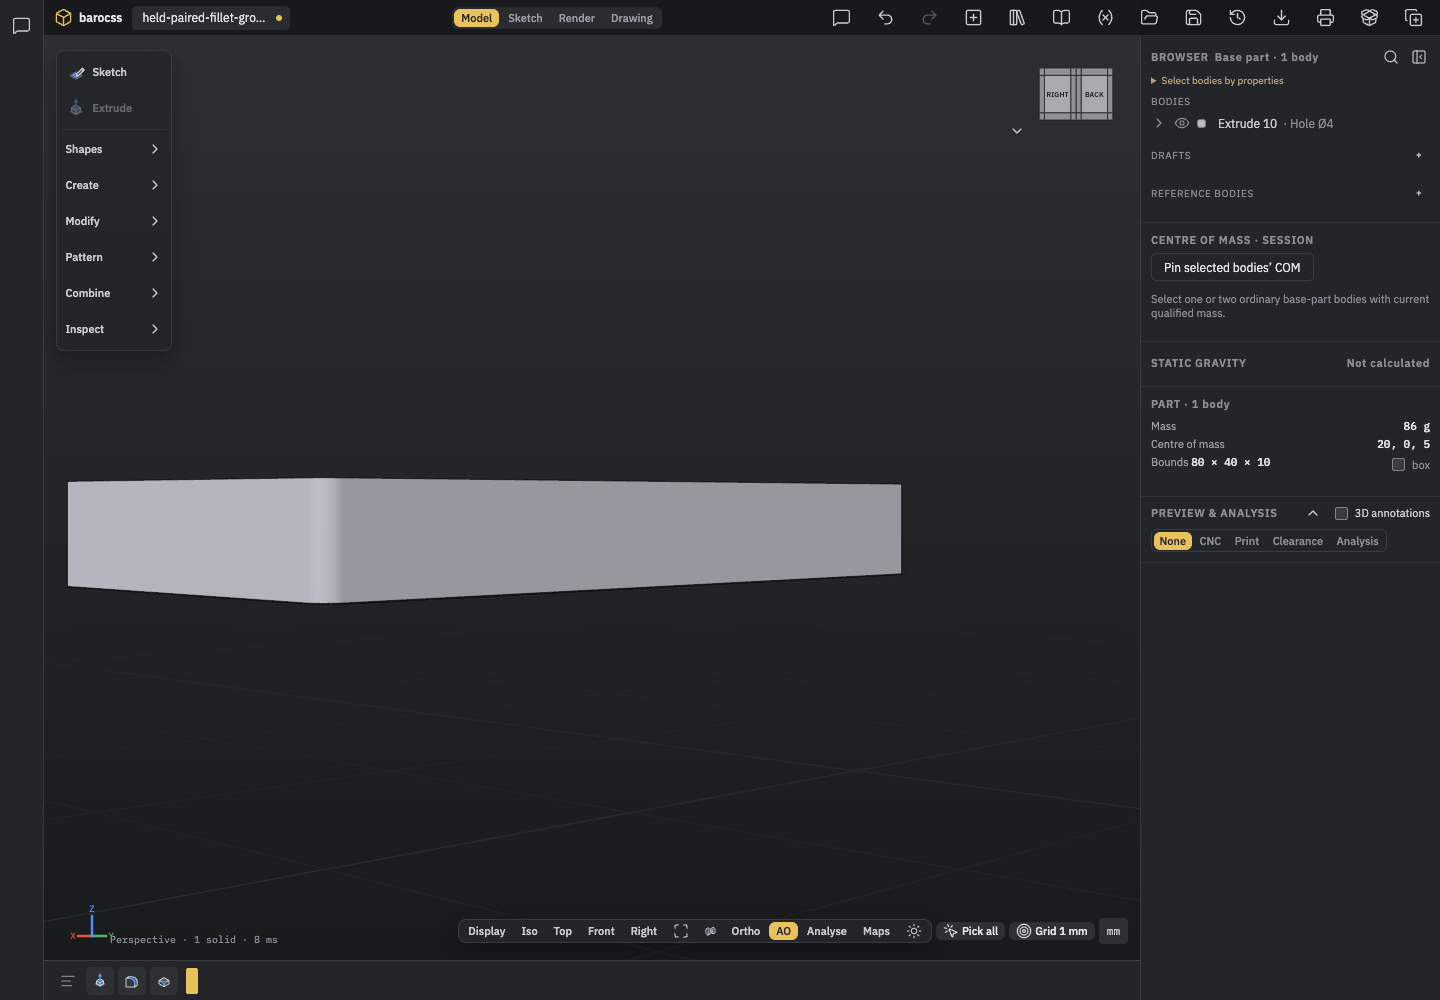 barocss
held-paired-fillet-gro...
Model
Sketch
Render
Drawing
Sketch
Extrude
Shapes
Create
Modify
Pattern
Combine
Inspect
RIGHT
BACK
BROWSER Base part · 1 body
Select bodies by properties
BODIES
Extrude 10 · Hole Ø4
DRAFTS
REFERENCE BODIES
CENTRE OF MASS · SESSION
Pin selected bodies’ COM
Select one or two ordinary base-part bodies with current
qualified mass.
STATIC GRAVITY Not calculated
PART · 1 body
Mass 86 g
Centre of mass 20, 0, 5
Bounds 80 × 40 × 10 box
PREVIEW & ANALYSIS 3D annotations
None CNC Print Clearance Analysis
Z
X
Y
Perspective · 1 solid · 8 ms
Display Iso Top Front Right Ortho AO Analyse Maps Pick all Grid 1 mm mm